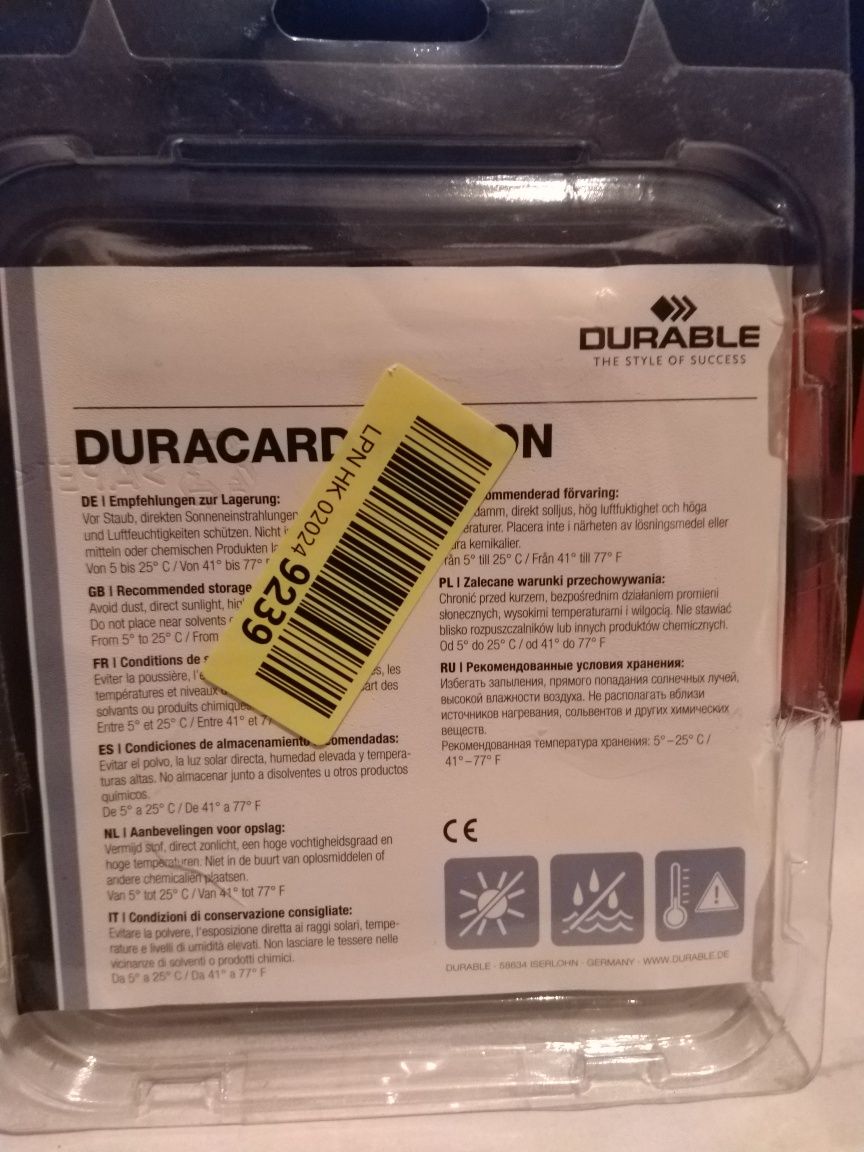 DURABLE
THE STYLE OF SUCCESS
DURACARD
ON
LPN HK 02024 9239
DE | Empfehlungen zur Lagerung:
Vor Staub, direkten Sonneneinstrahlungen
und Luftfeuchtigkeiten schützen. Nicht
mitteln oder chemischen Produkten
Von 5 bis 25° C / Von 41° bis 77°
GB | Recommended storage
Avoid dust, direct sunlight,
Do not place near solvents
From 5° to 25° C / From
FR | Conditions de
Eviter la poussière,
les
températures et niveaux
art des
solvants ou produits chimiques
Entre 5° et 25° C / Entre 41° et
ES | Condiciones de almacenamiento comendadas:
Evitar el polvo, la luz solar directa, humedad elevada y tempera-
turas altas. No almacenar junto a disolventes u otros productos
químicos.
De 5° a 25° C / De 41° a 77° F
NL | Aanbevelingen voor opslag:
Vermijd stof, direct zonlicht, een hoge vochtigheidsgraad en
hoge temperaturen. Niet in de buurt van oplosmiddelen of
andere chemicaliën plaatsen.
Van 5° tot 25° C / Van 41° tot 77° F
IT | Condizioni di conservazione consigliate:
Evitare la polvere, l'esposizione diretta ai raggi solari, tempe-
rature e livelli di umidità elevati. Non lasciare le tessere nelle
vicinanze di solventi o prodotti chimici.
Da 5° a 25° C / Da 41° a 77° F
ommenderad förvaring:
damm, direkt solljus, hög luftfuktighet och höga
eraturer. Placera inte i närheten av lösningsmedel eller
ra kemikalier.
rån 5° till 25° C / Från 41° till 77° F
PL | Zalecane warunki przechowywania:
Chronić przed kurzem, bezpośrednim działaniem promieni
słonecznych, wysokimi temperaturami i wilgocią. Nie stawiać
blisko rozpuszczalników lub innych produktów chemicznych.
Od 5° do 25° C / od 41° do 77° F
RU | Рекомендованные условия хранения:
Избегать запыления, прямого попадания солнечных лучей,
высокой влажности воздуха. Не располагать вблизи
источников нагревания, сольвентов и других химических
веществ.
Рекомендованная температура хранения: 5°–25° C /
41°–77° F
CE
DURABLE · 58634 ISERLOHN · GERMANY · WWW.DURABLE.DE